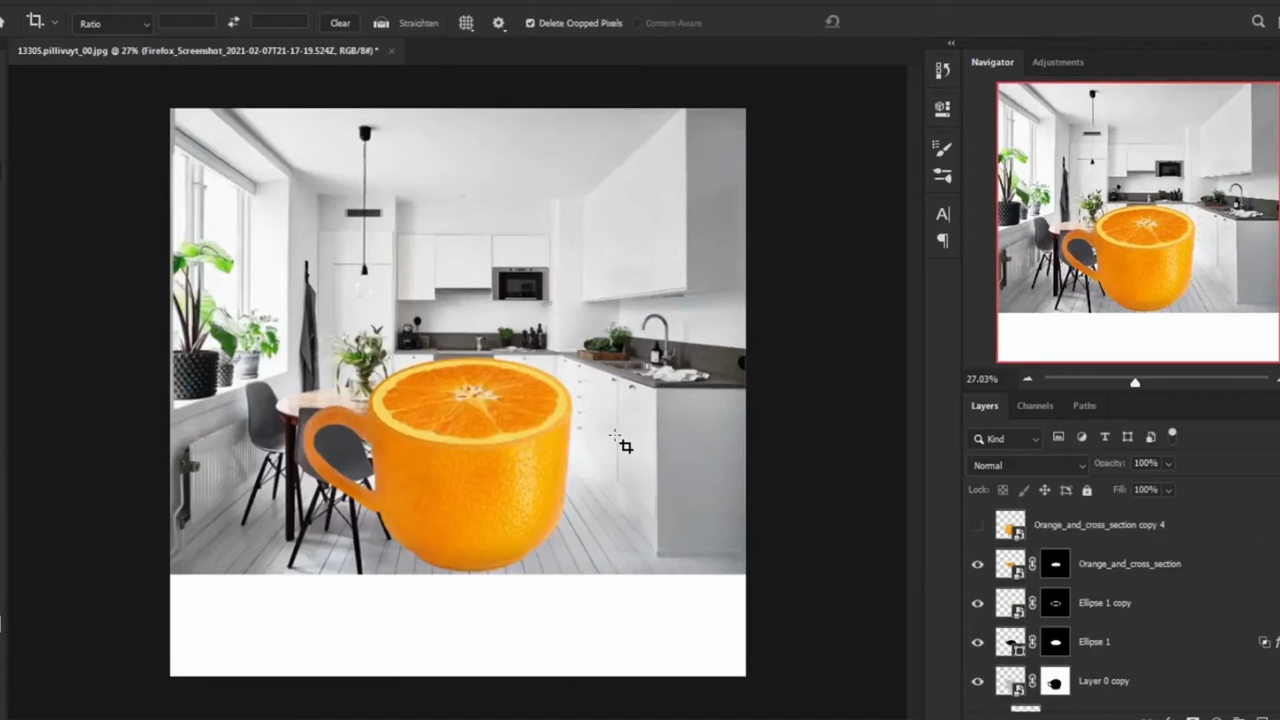 Ratio
Clear
Straighten
Delete Cropped Pixels
Content-Aware
13305.pillivuyt_00.jpg @ 27% (Firefox_Screenshot_2021-02-07T21-17-19.524Z, RGB/8#) *
Navigator
Adjustments
27.03%
Layers
Channels
Paths
Kind
Normal
Opacity: 100%
Lock:
Fill: 100%
Orange_and_cross_section copy 4
Orange_and_cross_section
Ellipse 1 copy
Ellipse 1
Layer 0 copy